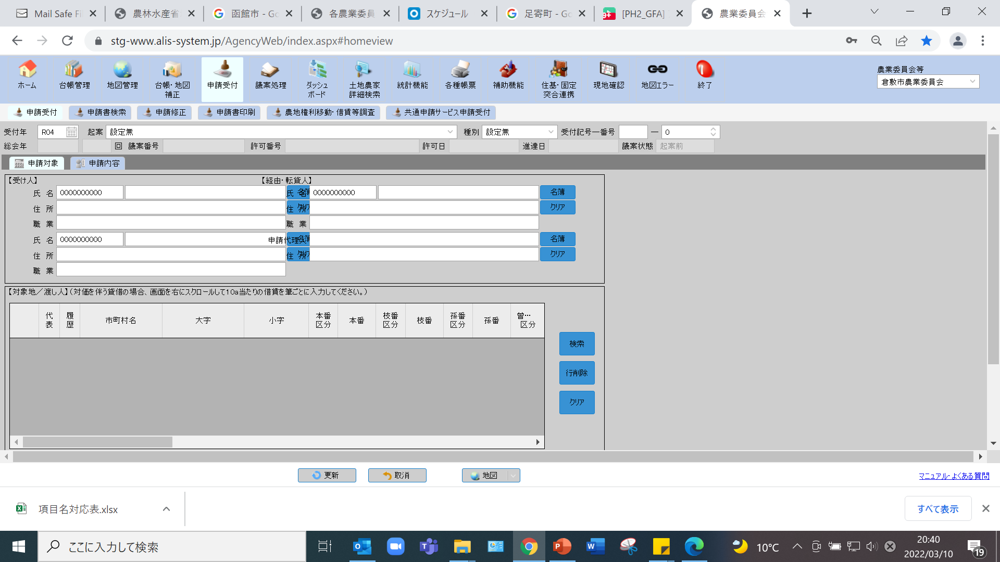 Mail Safe Fi
農林水産省
函館市 - Go
各農業委員
スケジュール
足寄町 - Go
[PH2_GFA]
農業委員会
stg-www.alis-system.jp/AgencyWeb/index.aspx#homeview
ホーム
台帳管理
地図管理
台帳・地図
補正
申請受付
議案処理
ダッシュ
ボード
土地農家
詳細検索
統計機能
各種帳票
補助機能
住基・固定
突合連携
現地確認
地図エラー
終了
農業委員会等
倉敷市農業委員会
申請受付
申請書検索
申請修正
申請書印刷
農地権利移動・借賃等調査
共通申請サービス申請受付
受付年 R04 起案 設定無 種別 設定無 受付記号ー番号 ー 0
総会年 回 議案番号 許可番号 許可日 進達日 議案状態 起案前
申請対象 申請内容
【受け人】 【経由・転貸人】
氏 名 0000000000 氏 名 0000000000 名簿
住 所 住 所 クリア
職 業 職 業
氏 名 0000000000 申請代理人 名簿
住 所 住 所 クリア
職 業
【対象地／渡し人】（対価を伴う貸借の場合、画面を右にスクロールして10a当たりの借賃を筆ごとに入力してください。）
代表 履歴 市町村名 大字 小字 本番区分 本番 枝番区分 枝番 孫番区分 孫番 曾…区分
検索
行削除
クリア
更新 取消 地図
マニュアル・よくある質問
項目名対応表.xlsx
すべて表示
ここに入力して検索
10°C
20:40
2022/03/10
19